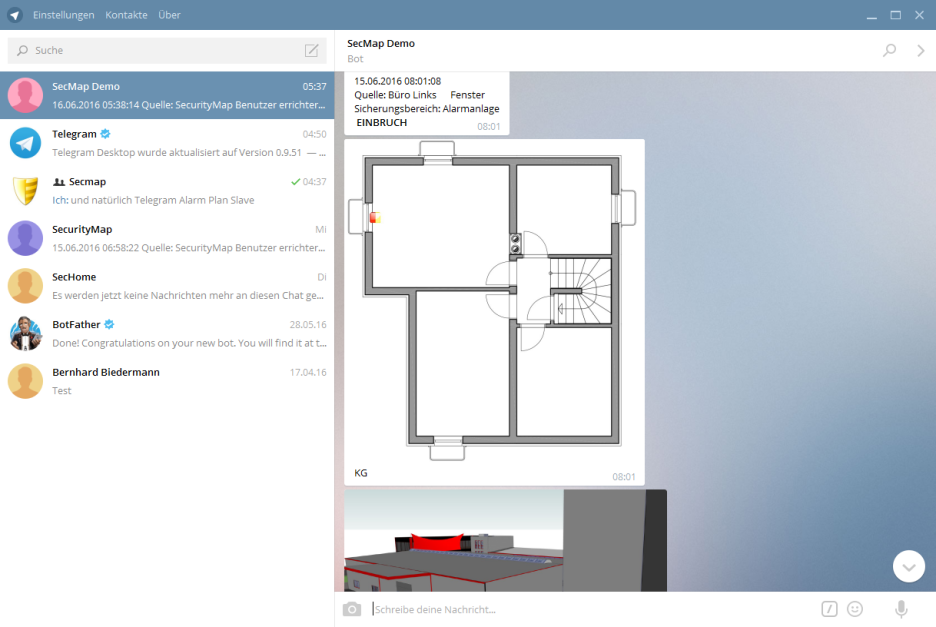 Einstellungen Kontakte Über
Suche
SecMap Demo 05:37
16.06.2016 05:38:14 Quelle: SecurityMap Benutzer errichter...
Telegram 04:50
Telegram Desktop wurde aktualisiert auf Version 0.9.51 — ...
Secmap 04:37
Ich: und natürlich Telegram Alarm Plan Slave
SecurityMap Mi
15.06.2016 06:58:22 Quelle: SecurityMap Benutzer errichter...
SecHome Di
Es werden jetzt keine Nachrichten mehr an diesen Chat ge...
BotFather 28.05.16
Done! Congratulations on your new bot. You will find it at t...
Bernhard Biedermann 17.04.16
Test
SecMap Demo
Bot
15.06.2016 08:01:08
Quelle: Büro Links Fenster
Sicherungsbereich: Alarmanlage
EINBRUCH 08:01
KG 08:01
Schreibe deine Nachricht...